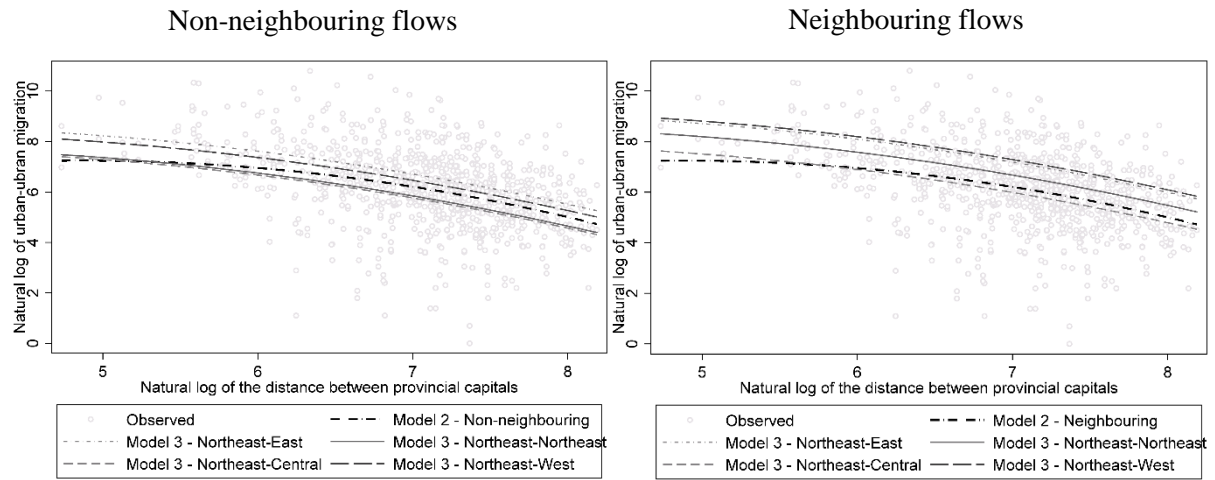 Non-neighbouring flows
Neighbouring flows
Natural log of urban-ubran migration
10
8
6
4
2
0
5 6 7 8
Natural log of the distance between provincial capitals
Observed
Model 2 - Non-neighbouring
Model 3 - Northeast-East
Model 3 - Northeast-Northeast
Model 3 - Northeast-Central
Model 3 - Northeast-West
Natural log of urban-ubran migration
10
8
6
4
2
0
5 6 7 8
Natural log of the distance between provincial capitals
Observed
Model 2 - Neighbouring
Model 3 - Northeast-East
Model 3 - Northeast-Northeast
Model 3 - Northeast-Central
Model 3 - Northeast-West